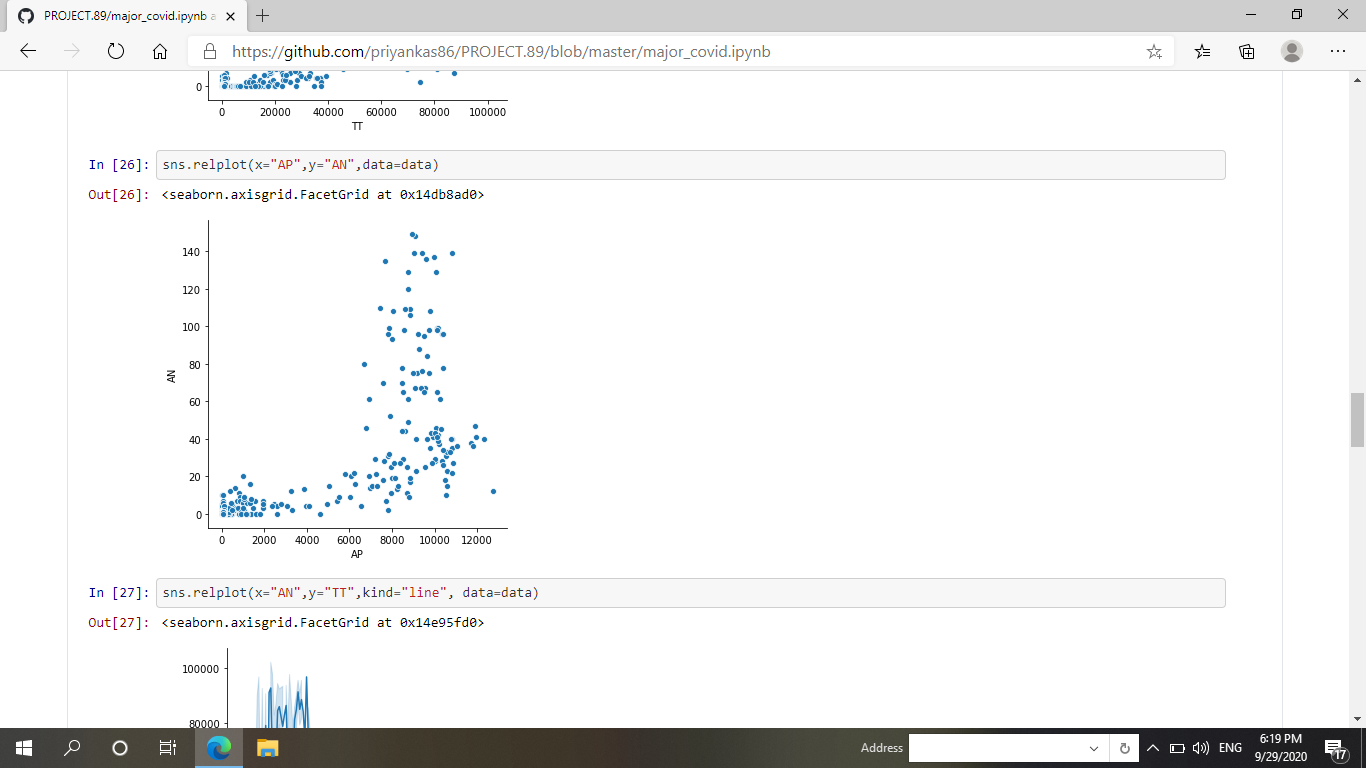 PROJECT.89/major_covid.ipynb a
https://github.com/priyankas86/PROJECT.89/blob/master/major_covid.ipynb
0
0 20000 40000 60000 80000 100000
TT
In [26]: sns.relplot(x="AP",y="AN",data=data)
Out[26]: <seaborn.axisgrid.FacetGrid at 0x14db8ad0>
140
120
100
80
AN
60
40
20
0
0 2000 4000 6000 8000 10000 12000
AP
In [27]: sns.relplot(x="AN",y="TT",kind="line", data=data)
Out[27]: <seaborn.axisgrid.FacetGrid at 0x14e95fd0>
100000
80000
Address
ENG
6:19 PM
9/29/2020
17